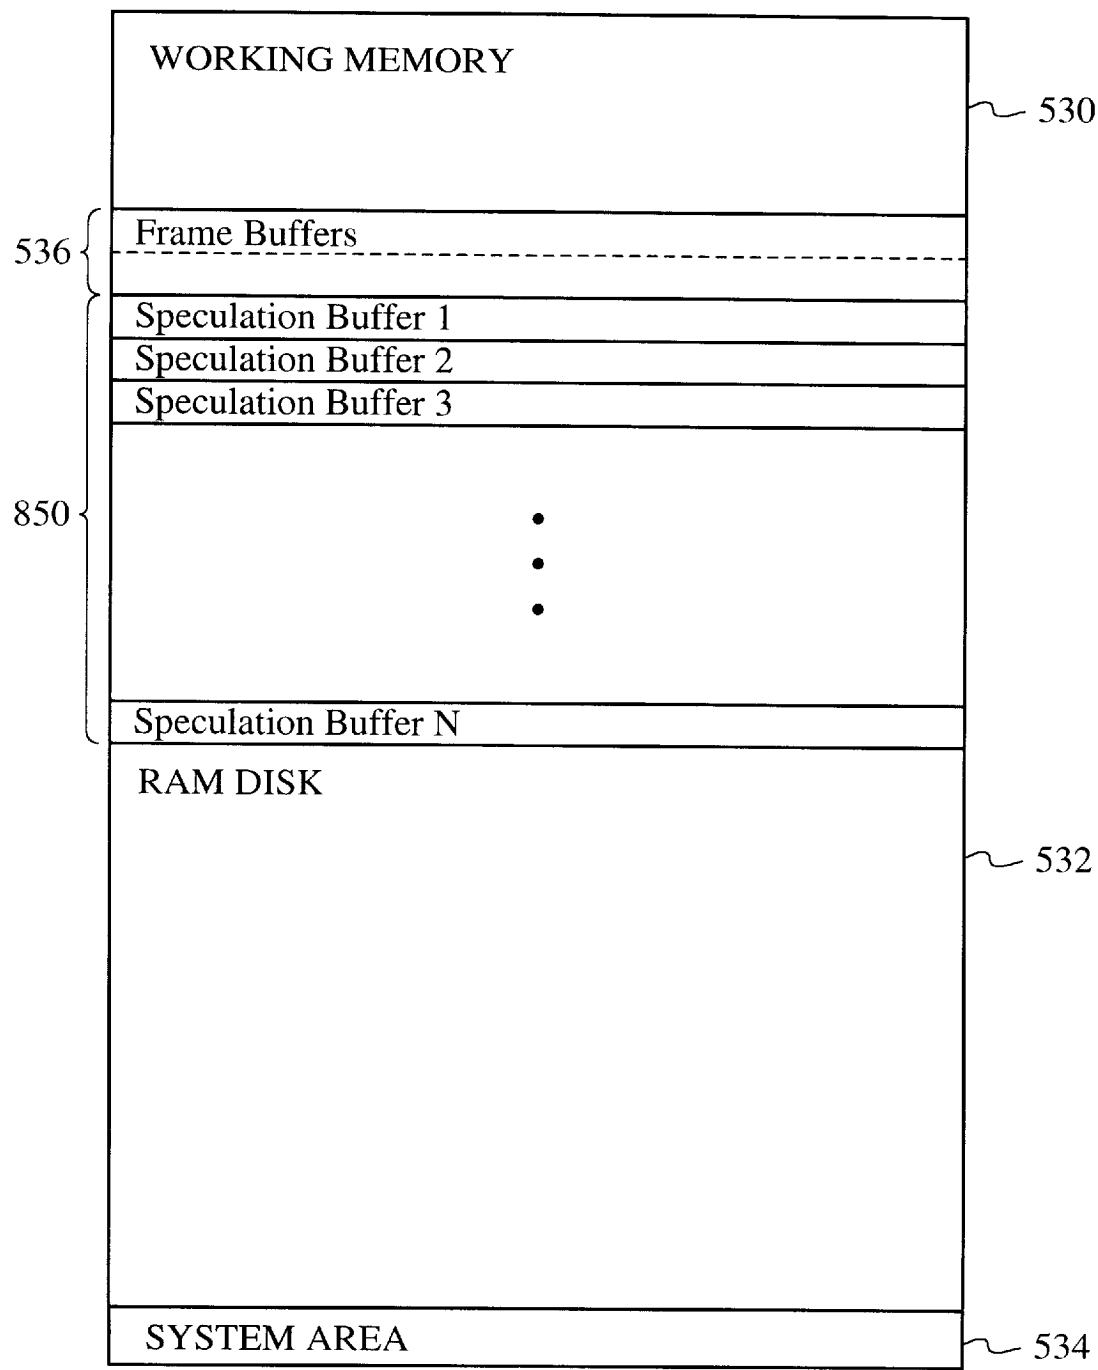 WORKING MEMORY
530
Frame Buffers
536
Speculation Buffer 1
Speculation Buffer 2
Speculation Buffer 3
850
Speculation Buffer N
RAM DISK
532
SYSTEM AREA
534